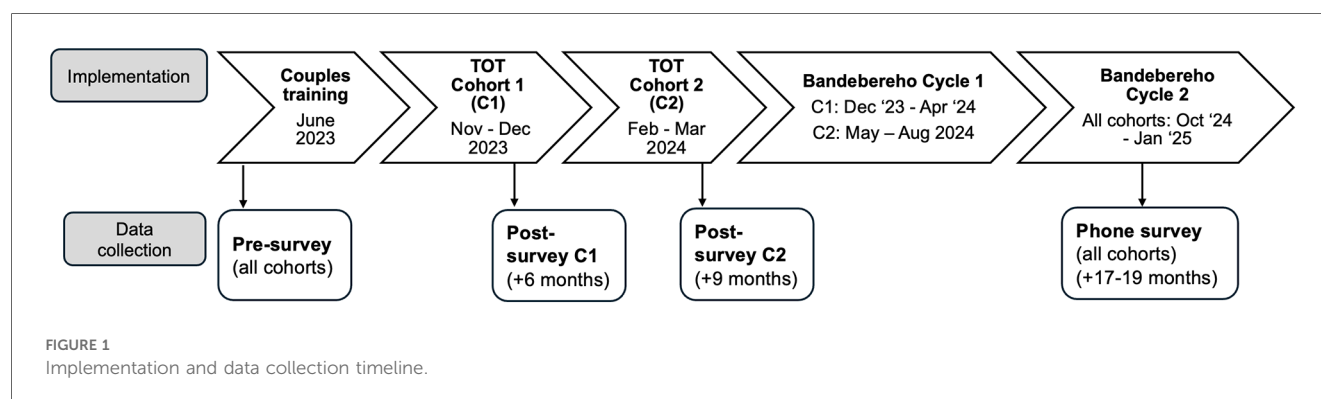 Implementation
Couples
training
June
2023
TOT
Cohort 1
(C1)
Nov - Dec
2023
TOT
Cohort 2
(C2)
Feb - Mar
2024
Bandebereho Cycle 1
C1: Dec ‘23 - Apr ‘24
C2: May – Aug 2024
Bandebereho
Cycle 2
All cohorts: Oct ‘24
- Jan ‘25
Data
collection
Pre-survey
(all cohorts)
Post-
survey C1
(+6 months)
Post-
survey C2
(+9 months)
Phone survey
(all cohorts)
(+17-19 months)
FIGURE 1
Implementation and data collection timeline.